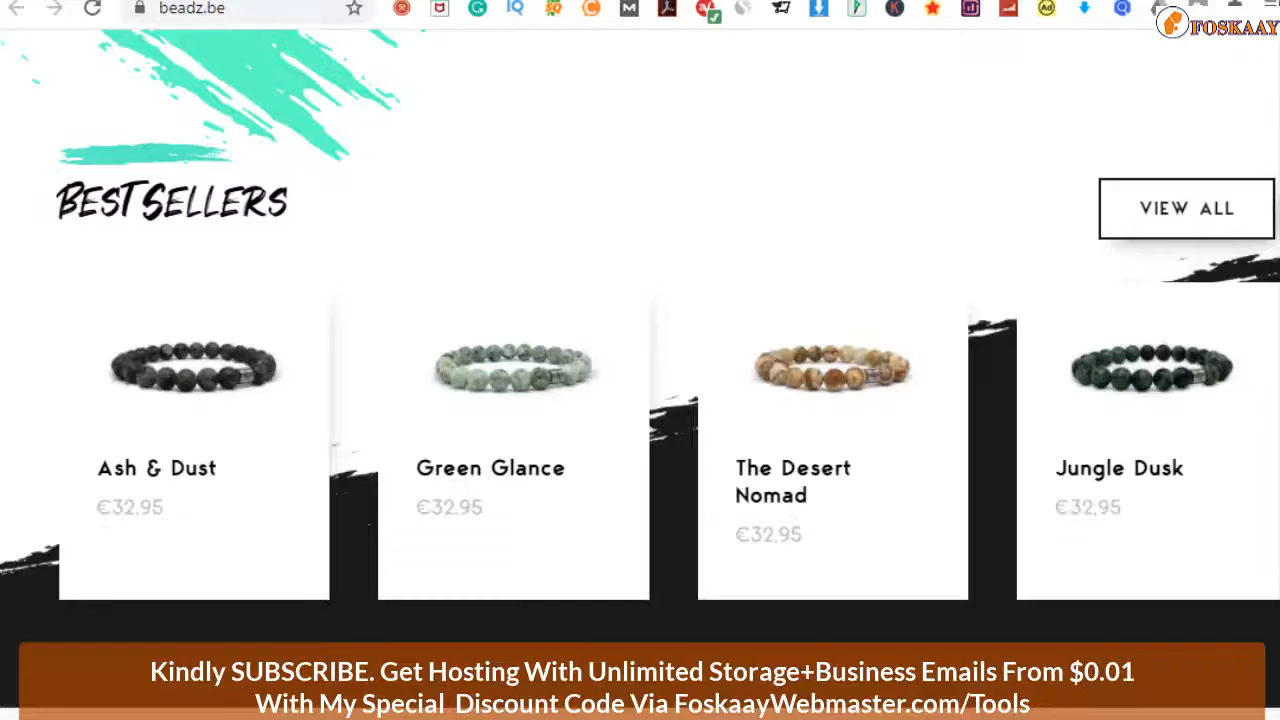 beadz.be
FOSKAAY
BEST SELLERS
VIEW ALL
Ash & Dust
€32,95
Green Glance
€32,95
The Desert
Nomad
€32,95
Jungle Dusk
€32,95
Kindly SUBSCRIBE. Get Hosting With Unlimited Storage+Business Emails From $0.01
With My Special Discount Code Via FoskaayWebmaster.com/Tools